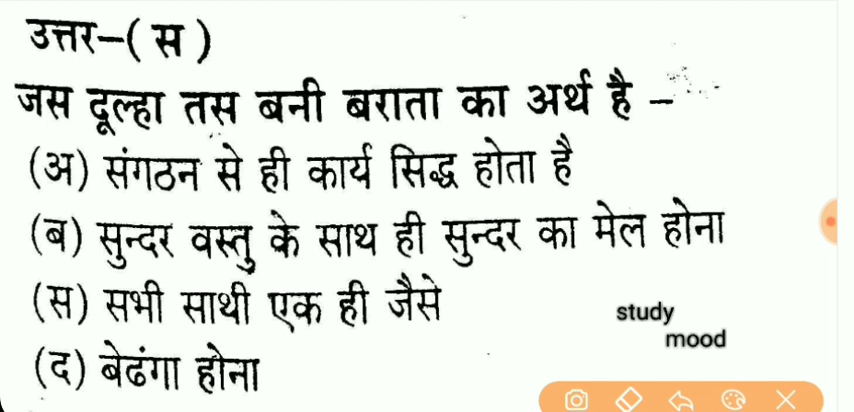 उत्तर–( स )
जस दूल्हा तस बनी बराता का अर्थ है –
(अ) संगठन से ही कार्य सिद्ध होता है
(ब) सुन्दर वस्तु के साथ ही सुन्दर का मेल होना
(स) सभी साथी एक ही जैसे
(द) बेढंगा होना
study
mood